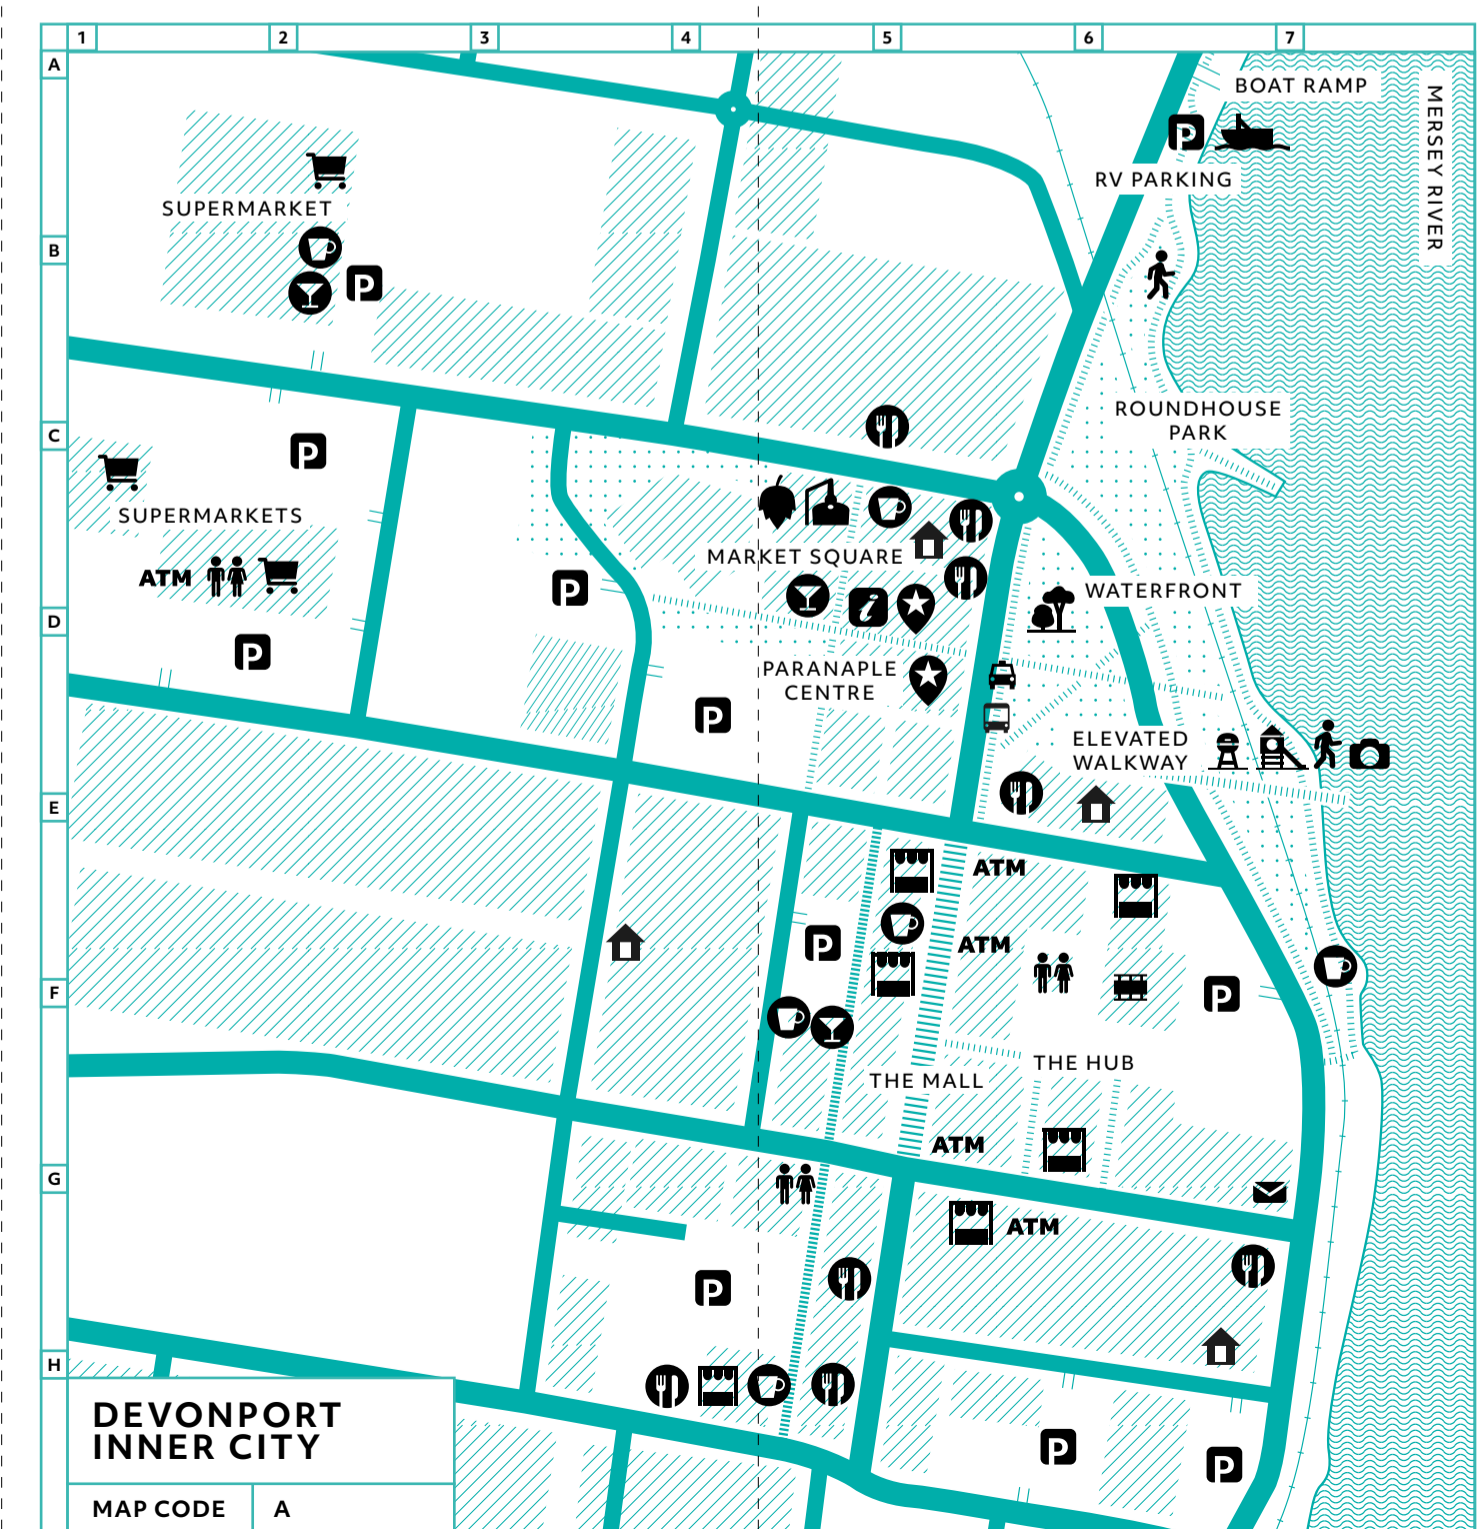 1 2 3 4 5 6 7
A
BOAT RAMP
MERSEY RIVER
P
RV PARKING
SUPERMARKET
B
P
ROUNDHOUSE
PARK
C
P
SUPERMARKETS
MARKET SQUARE
ATM
P
i
WATERFRONT
D
P
PARANAPLE
CENTRE
P
ELEVATED
WALKWAY
E
ATM
P
ATM
F
P
THE HUB
THE MALL
ATM
G
ATM
P
H
DEVONPORT
INNER CITY
P
P
MAP CODE A